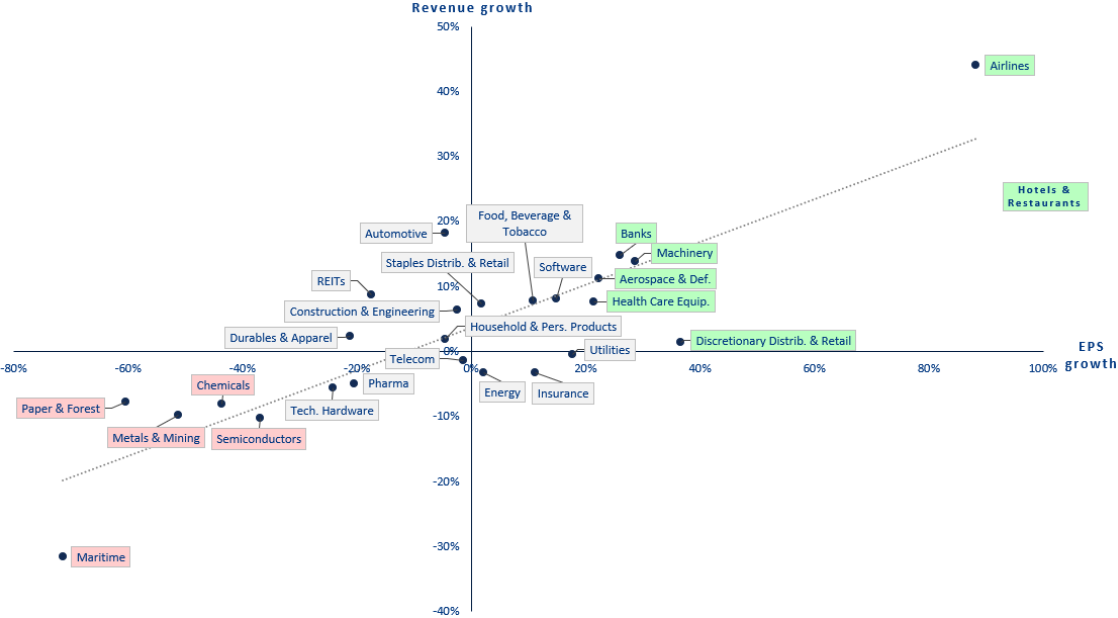 Revenue growth
50%
Airlines
40%
30%
Hotels &
Restaurants
20%
Food, Beverage &
Tobacco
Automotive
Banks
Machinery
Staples Distrib. & Retail
Software
10%
REITs
Aerospace & Def.
Construction & Engineering
Health Care Equip.
Household & Pers. Products
Durables & Apparel
Discretionary Distrib. & Retail
0%
Utilities
EPS
growth
Telecom
-80%
-60%
-40%
-20%
0%
20%
40%
60%
80%
100%
Chemicals
Pharma
Energy
Insurance
Paper & Forest
-10%
Tech. Hardware
Metals & Mining
Semiconductors
-20%
-30%
Maritime
-40%